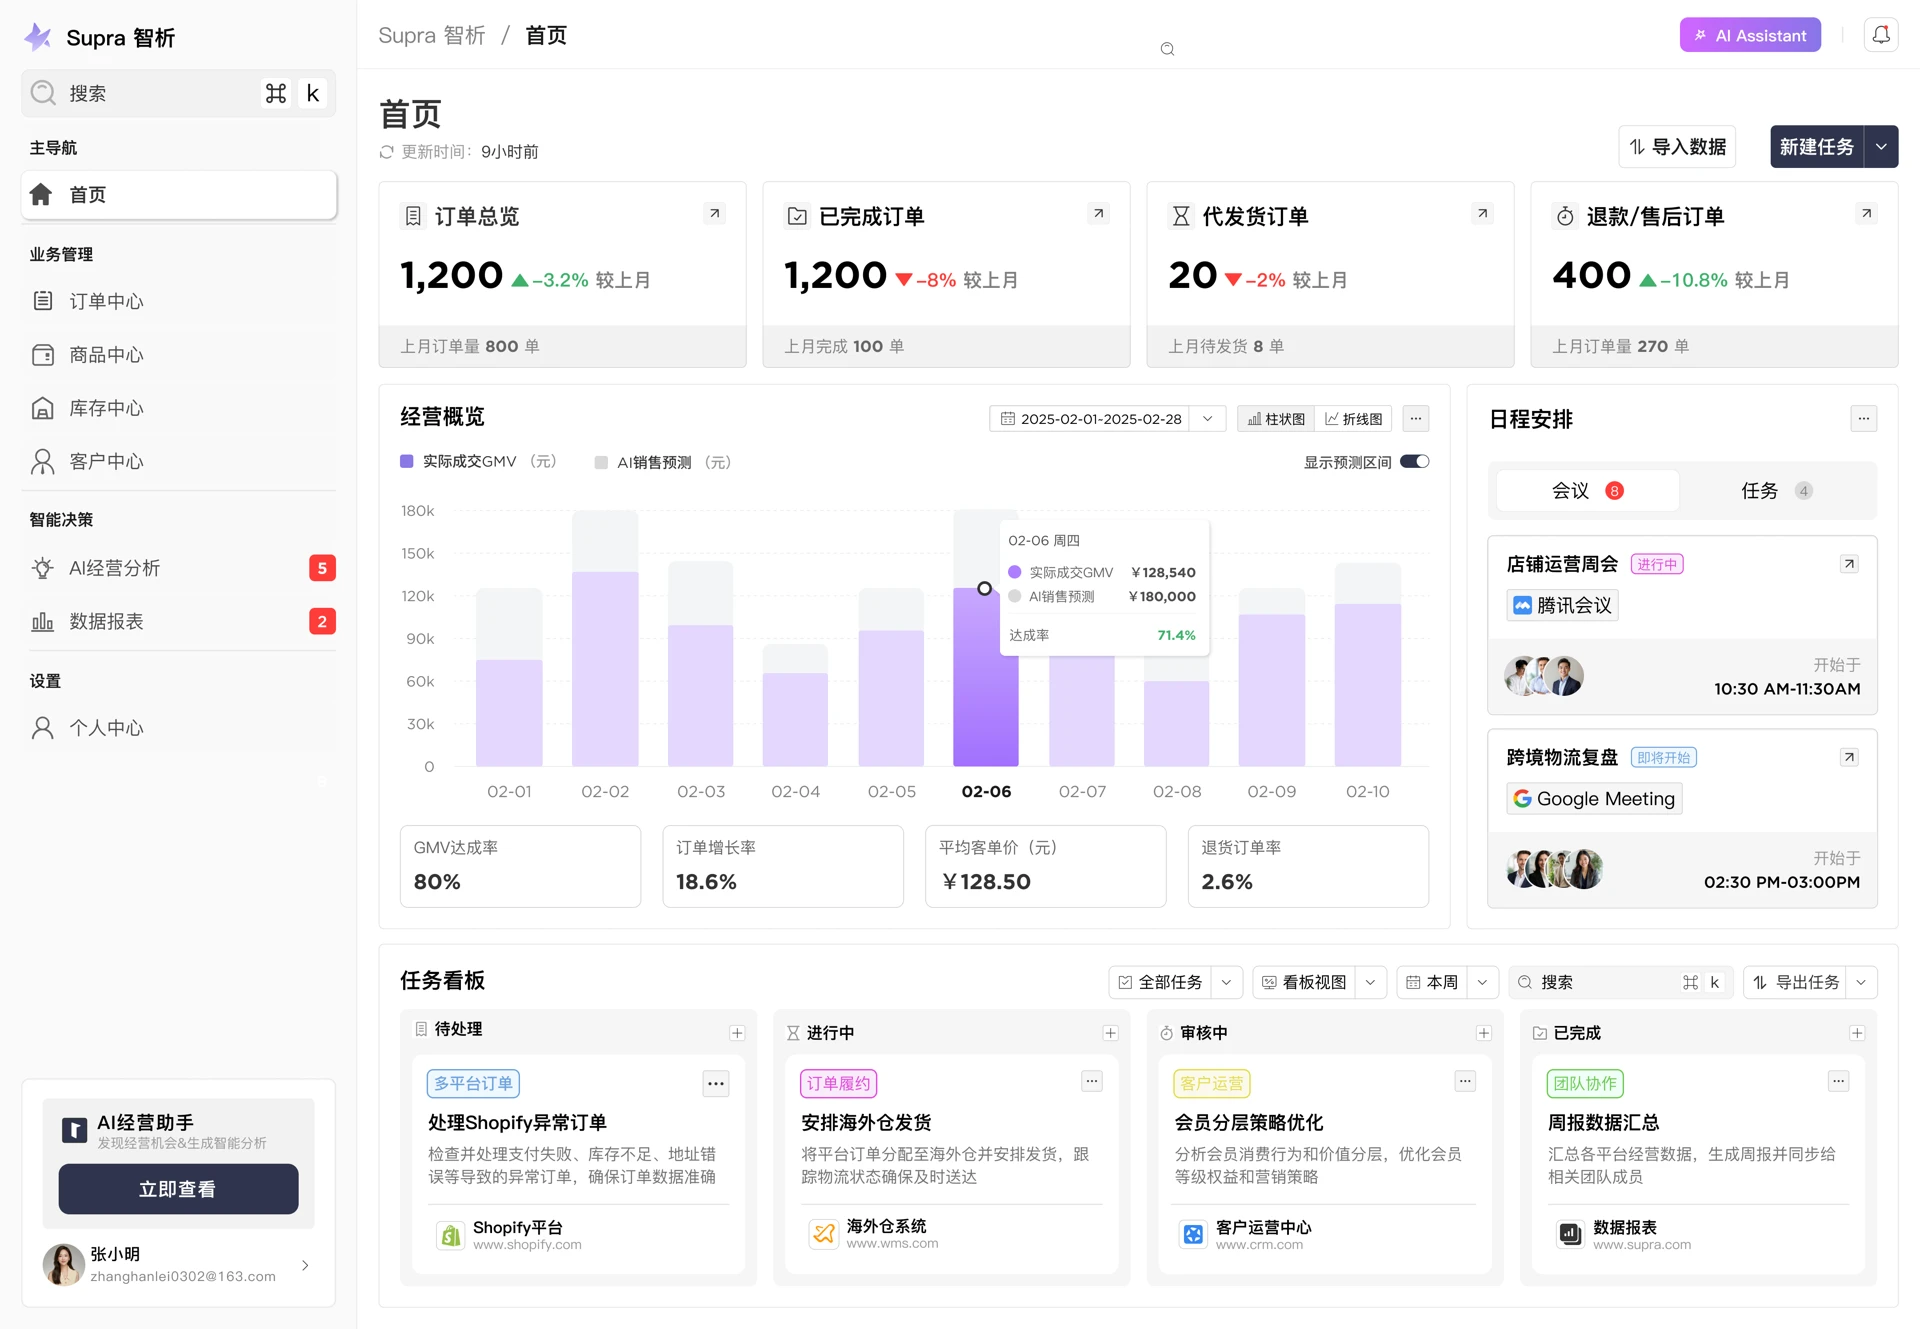 Supra 智析
搜索
⌘ k
主导航
首页
业务管理
订单中心
商品中心
库存中心
客户中心
智能决策
AI经营分析 5
数据报表 2
设置
个人中心
AI经营助手
发现经营机会&生成智能分析
立即查看
张小明
zhanghanlei0302@163.com
Supra 智析 / 首页
AI Assistant
首页
更新时间： 9小时前
导入数据
新建任务
订单总览
1,200 -3.2% 较上月
上月订单量 800 单
已完成订单
1,200 -8% 较上月
上月完成 100 单
代发货订单
20 -2% 较上月
上月待发货 8 单
退款/售后订单
400 -10.8% 较上月
上月订单量 270 单
经营概览
2025-02-01-2025-02-28
柱状图
折线图
实际成交GMV （元）
AI销售预测 （元）
显示预测区间
180k
150k
120k
90k
60k
30k
0
02-06 周四
实际成交GMV ￥128,540
AI销售预测 ￥180,000
达成率 71.4%
02-01 02-02 02-03 02-04 02-05 02-06 02-07 02-08 02-09 02-10
GMV达成率
80%
订单增长率
18.6%
平均客单价（元）
￥128.50
退货订单率
2.6%
日程安排
会议 8
任务 4
店铺运营周会 进行中
腾讯会议
开始于
10:30 AM-11:30AM
跨境物流复盘 即将开始
Google Meeting
开始于
02:30 PM-03:00PM
任务看板
全部任务
看板视图
本周
搜索 ⌘ k
导出任务
待处理
多平台订单
处理Shopify异常订单
检查并处理支付失败、库存不足、地址错
误等导致的异常订单，确保订单数据准确
Shopify平台
www.shopify.com
进行中
订单履约
安排海外仓发货
将平台订单分配至海外仓并安排发货，跟
踪物流状态确保及时送达
海外仓系统
www.wms.com
审核中
客户运营
会员分层策略优化
分析会员消费行为和价值分层，优化会员
等级权益和营销策略
客户运营中心
www.crm.com
已完成
团队协作
周报数据汇总
汇总各平台经营数据，生成周报并同步给
相关团队成员
数据报表
www.supra.com